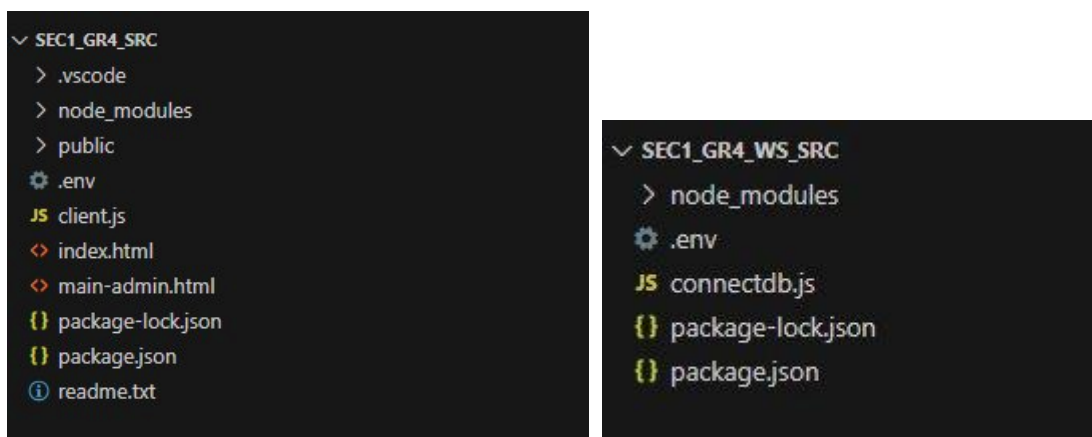 SEC1_GR4_SRC
.vscode
node_modules
public
.env
JS client.js
<> index.html
<> main-admin.html
{} package-lock.json
{} package.json
readme.txt
SEC1_GR4_WS_SRC
node_modules
.env
JS connectdb.js
{} package-lock.json
{} package.json